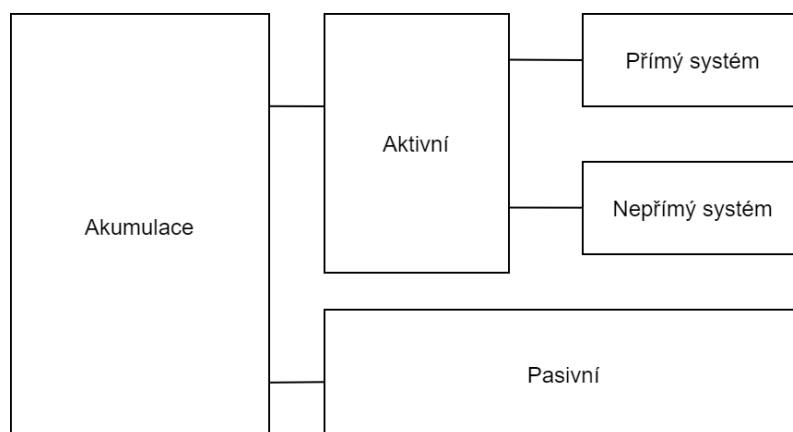 Akumulace
Aktivní
Přímý systém
Nepřímý systém
Pasivní